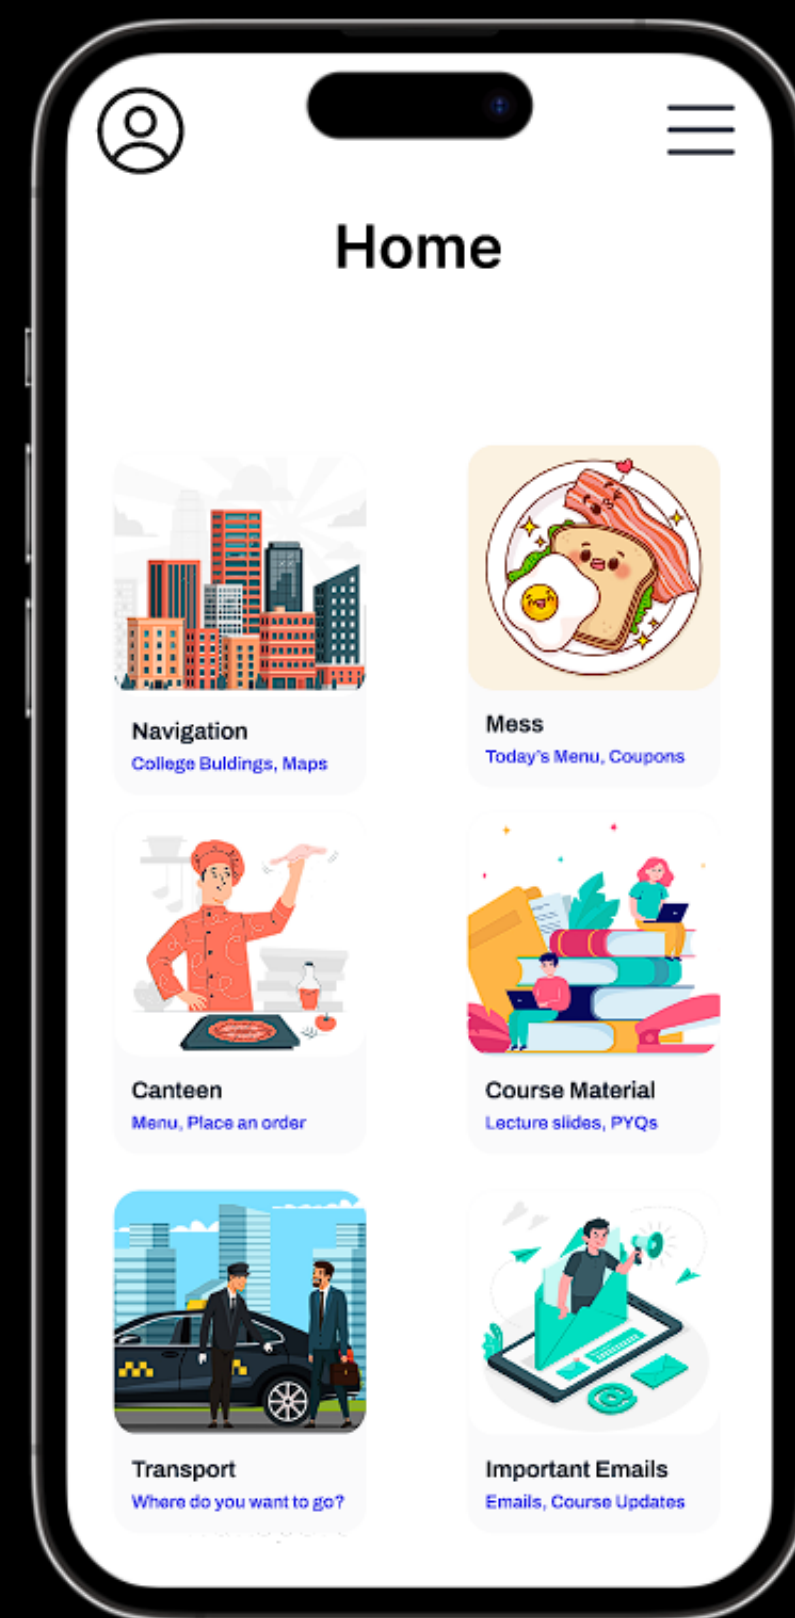 Home
Navigation
College Buldings, Maps
Mess
Today's Menu, Coupons
Canteen
Menu, Place an order
Course Material
Lecture slides, PYQs
Transport
Where do you want to go?
Important Emails
Emails, Course Updates